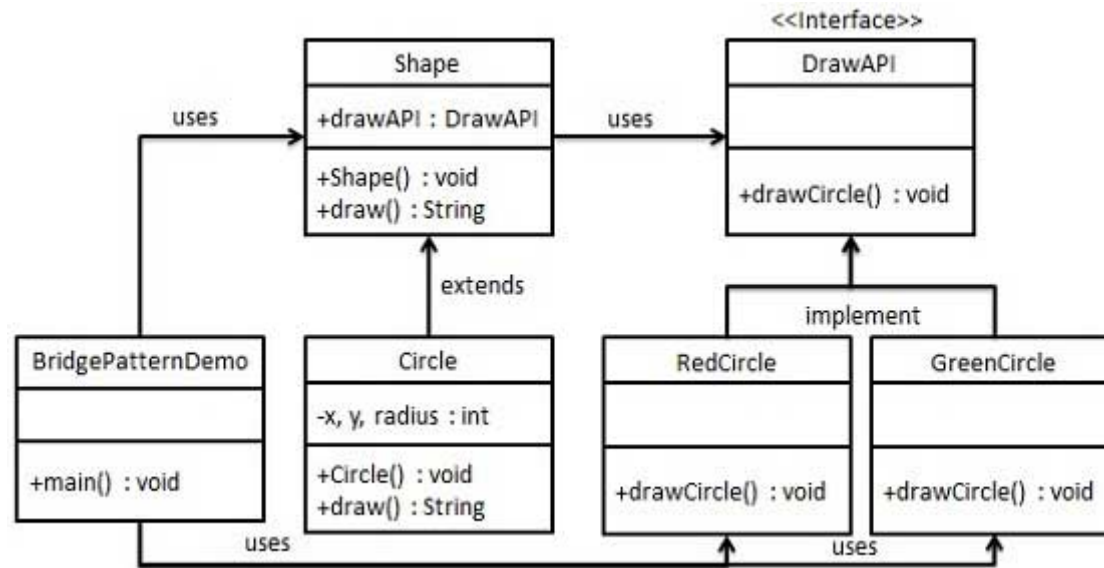 <<Interface>>
Shape
DrawAPI
uses
+drawAPI : DrawAPI
uses
+Shape() : void
+draw() : String
+drawCircle() : void
extends
implement
BridgePatternDemo
Circle
RedCircle
GreenCircle
-x, y, radius : int
+main() : void
+Circle() : void
+draw() : String
+drawCircle() : void
+drawCircle() : void
uses
uses